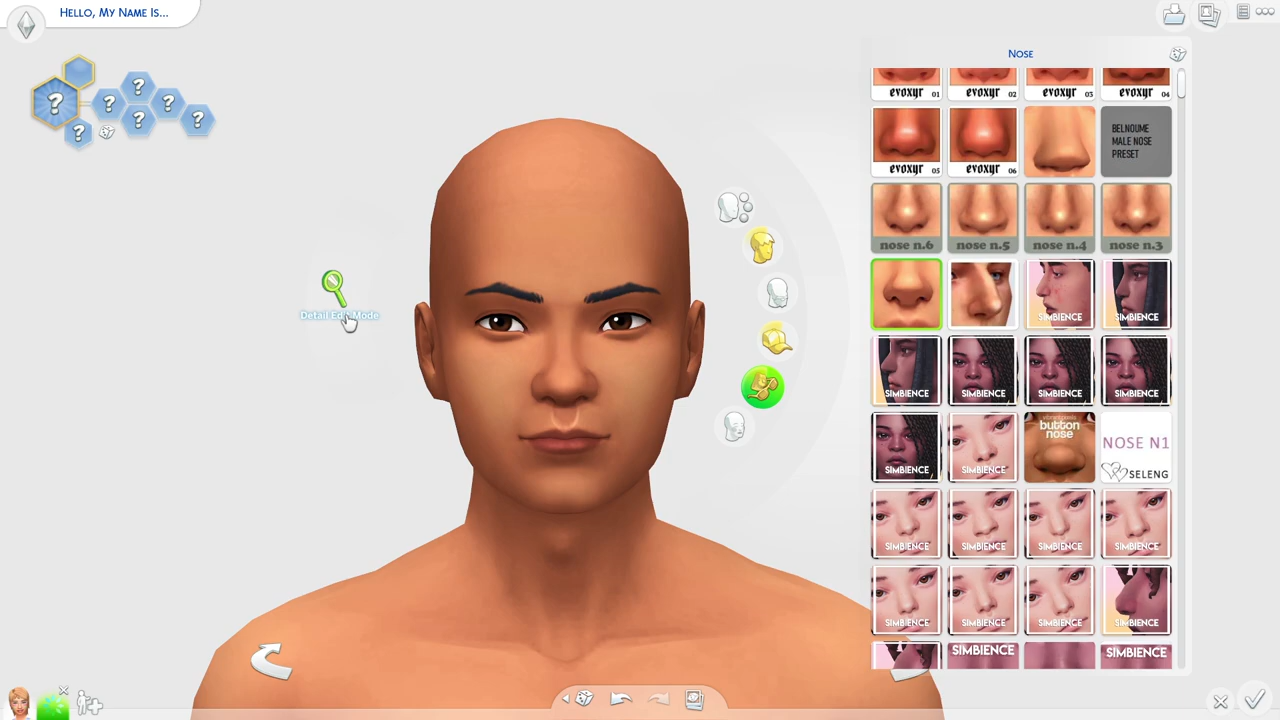 Hello, My Name Is...
Nose
evoxyr 01
evoxyr 02
evoxyr 03
evoxyr 04
evoxyr 05
evoxyr 06
BELNOUME
MALE NOSE
PRESET
nose n.6
nose n.5
nose n.4
nose n.3
Detail Edit Mode
SIMBIENCE
SIMBIENCE
SIMBIENCE
SIMBIENCE
SIMBIENCE
SIMBIENCE
SIMBIENCE
SIMBIENCE
button
nose
NOSE N1
SELENG
SIMBIENCE
SIMBIENCE
SIMBIENCE
SIMBIENCE
SIMBIENCE
SIMBIENCE
SIMBIENCE
SIMBIENCE
SIMBIENCE
SIMBIENCE